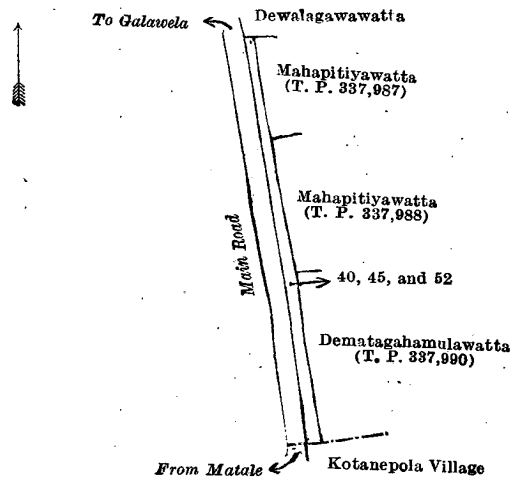 To Galawela
Dewalagawawatta
Mahapitiyawatta
(T. P. 337,987)
Mahapitiyawatta
(T. P. 337,988)
Main Road
40, 45, and 52
Dematagahamulawatta
(T. P. 337,990)
From Matale
Kotanepola Village